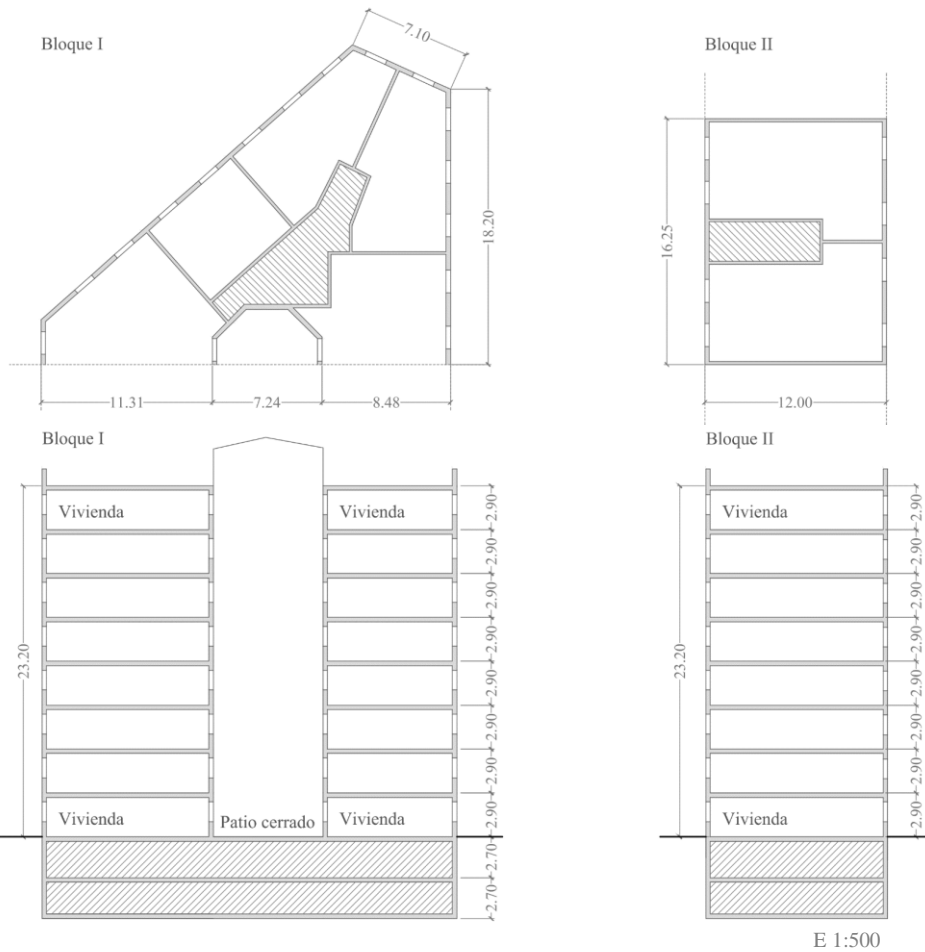 Bloque I
7.10
18.20
11.31
7.24
8.48
Bloque II
16.25
12.00
Bloque I
Vivienda
Vivienda
23.20
Vivienda
Patio cerrado
Vivienda
2.90
2.90
2.90
2.90
2.90
2.90
2.90
2.90
2.70
2.70
Bloque II
Vivienda
23.20
Vivienda
2.90
2.90
2.90
2.90
2.90
2.90
2.90
2.90
E 1:500